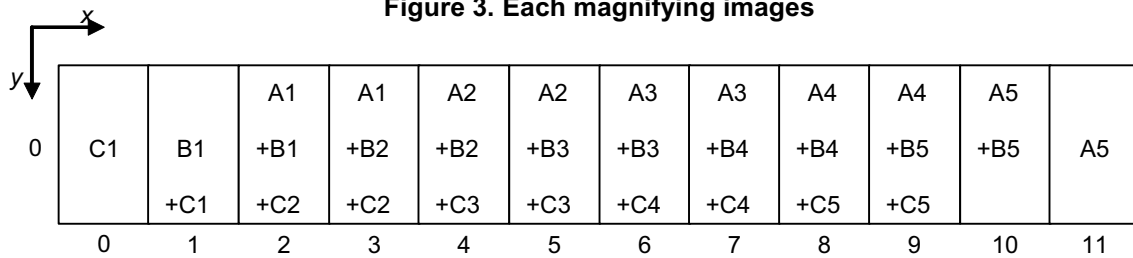 Figure 3. Each magnifying images
x
y
A1 A1 A2 A2 A3 A3 A4 A4 A5
0 C1 B1 +B1 +B2 +B2 +B3 +B3 +B4 +B4 +B5 +B5 A5
+C1 +C2 +C2 +C3 +C3 +C4 +C4 +C5 +C5
0 1 2 3 4 5 6 7 8 9 10 11